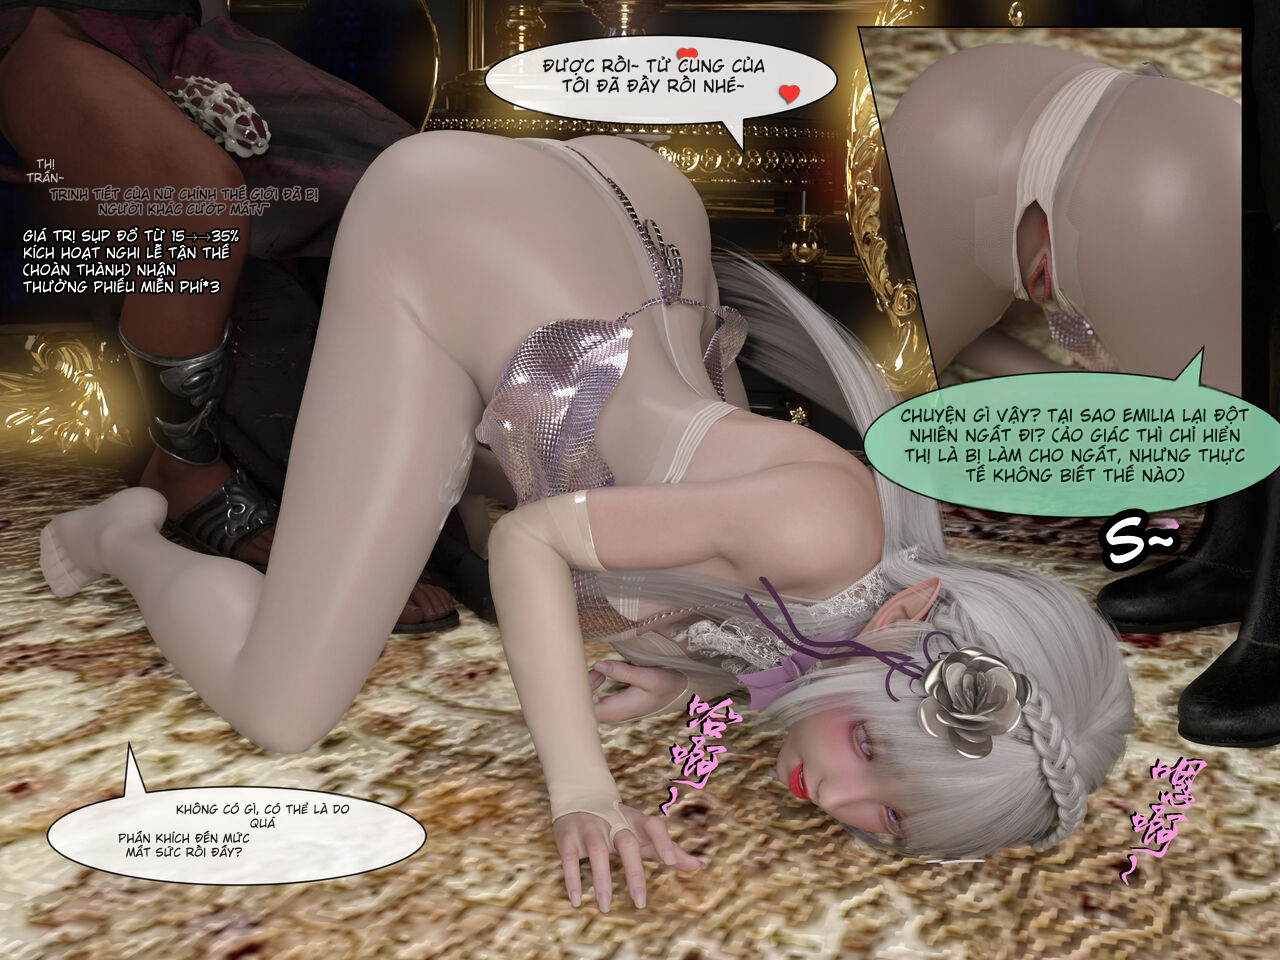 ĐƯỢC RỒI~ TỬ CUNG CỦA
TÔI ĐÃ ĐẦY RỒI NHÉ~
THỊ
TRẤN~
TRINH TIẾT CỦA NỮ CHÍNH THẾ GIỚI ĐÃ BỊ
NGƯỜI KHÁC CƯỚP MẤT√
GIÁ TRỊ SỤP ĐỔ TỪ 15→→35%
KÍCH HOẠT NGHI LỄ TẬN THẾ
(HOÀN THÀNH) NHẬN
THƯỞNG PHIẾU MIỄN PHÍ*3
CHUYỆN GÌ VẬY? TẠI SAO EMILIA LẠI ĐỘT
NHIÊN NGẤT ĐI? (ẢO GIÁC THÌ CHỈ HIỂN
THỊ LÀ BỊ LÀM CHO NGẤT, NHƯNG THỰC
TẾ KHÔNG BIẾT THẾ NÀO)
S~
哈啊~
嗯啊~
KHÔNG CÓ GÌ, CÓ THỂ LÀ DO
QUÁ
PHẤN KHÍCH ĐẾN MỨC
MẤT SỨC RỒI ĐẤY?